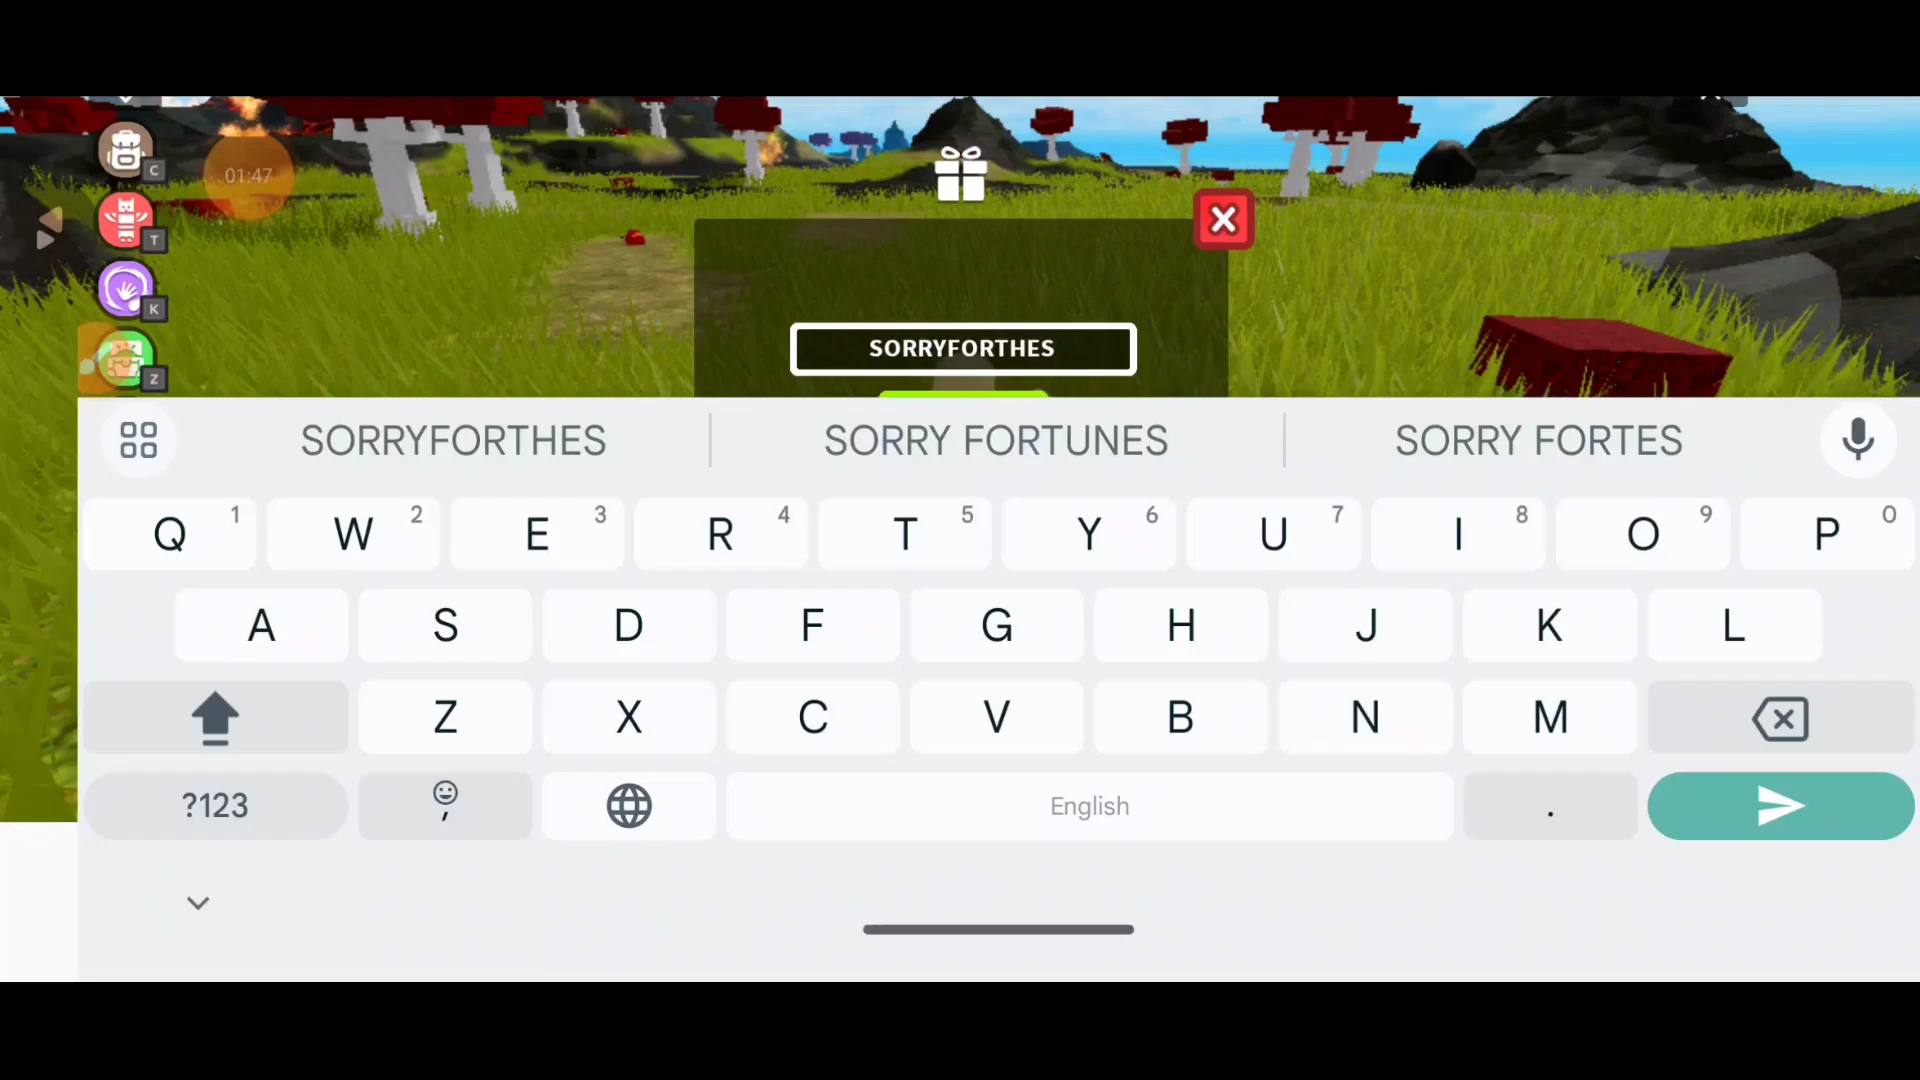 C
01:47
T
K
Z
SORRYFORTHES
SORRYFORTHES SORRY FORTUNES SORRY FORTES
Q 1 W 2 E 3 R 4 T 5 Y 6 U 7 I 8 O 9 P 0
A S D F G H J K L
Z X C V B N M
?123 , English .